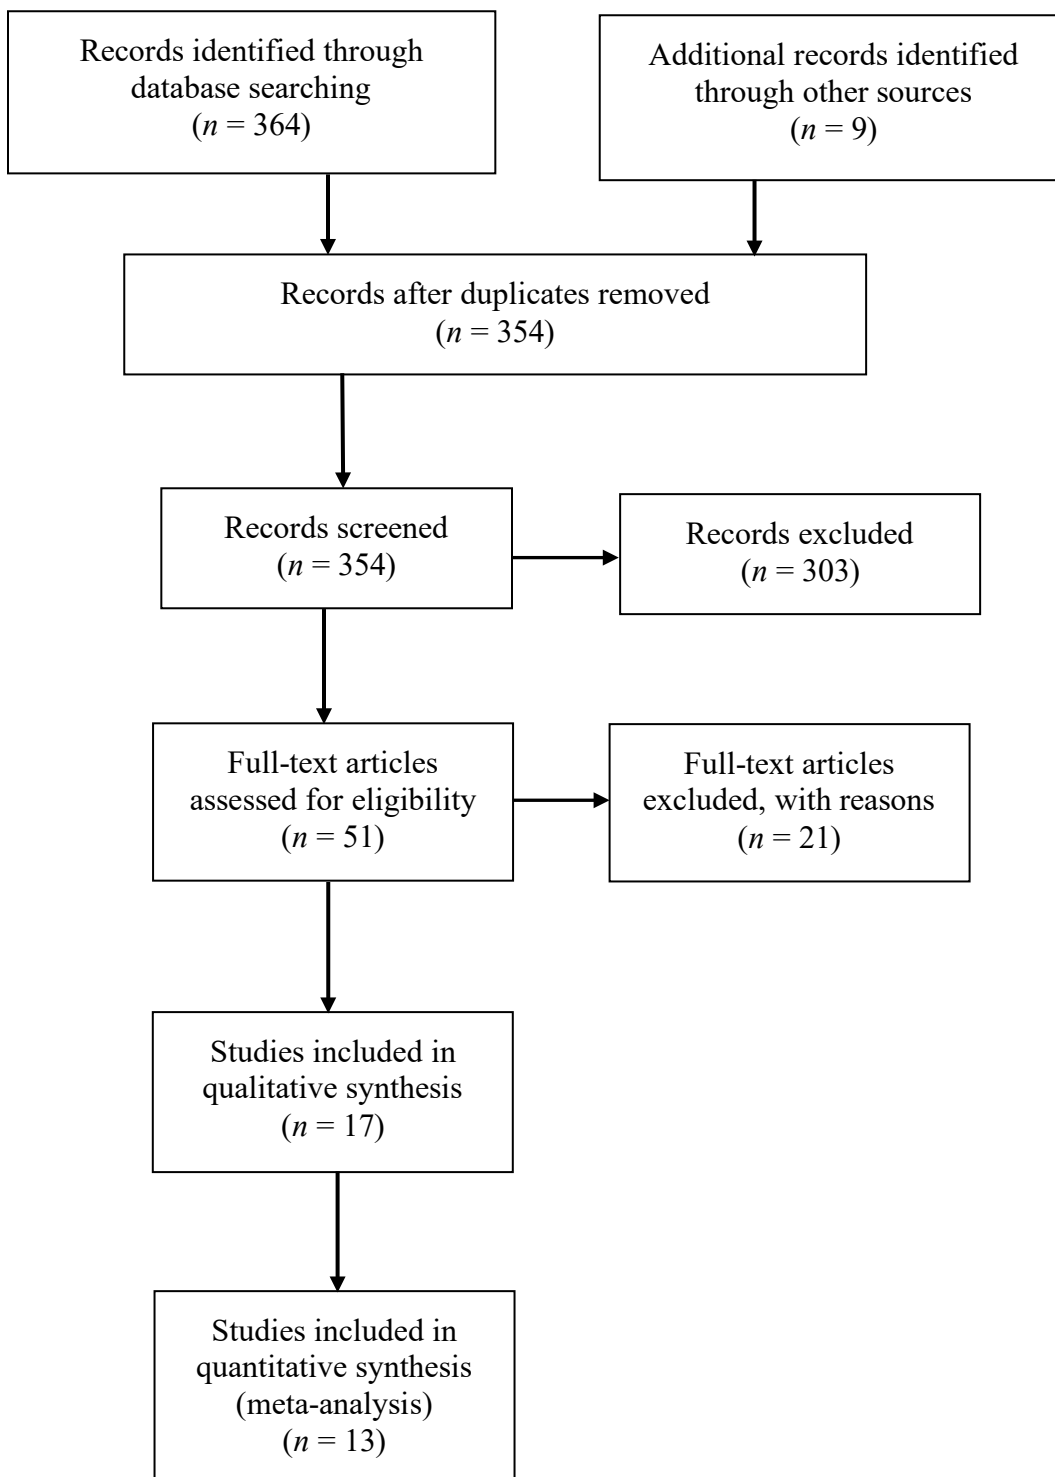 Records identified through
database searching
(n = 364)
Additional records identified
through other sources
(n = 9)
Records after duplicates removed
(n = 354)
Records screened
(n = 354)
Records excluded
(n = 303)
Full-text articles
assessed for eligibility
(n = 51)
Full-text articles
excluded, with reasons
(n = 21)
Studies included in
qualitative synthesis
(n = 17)
Studies included in
quantitative synthesis
(meta-analysis)
(n = 13)